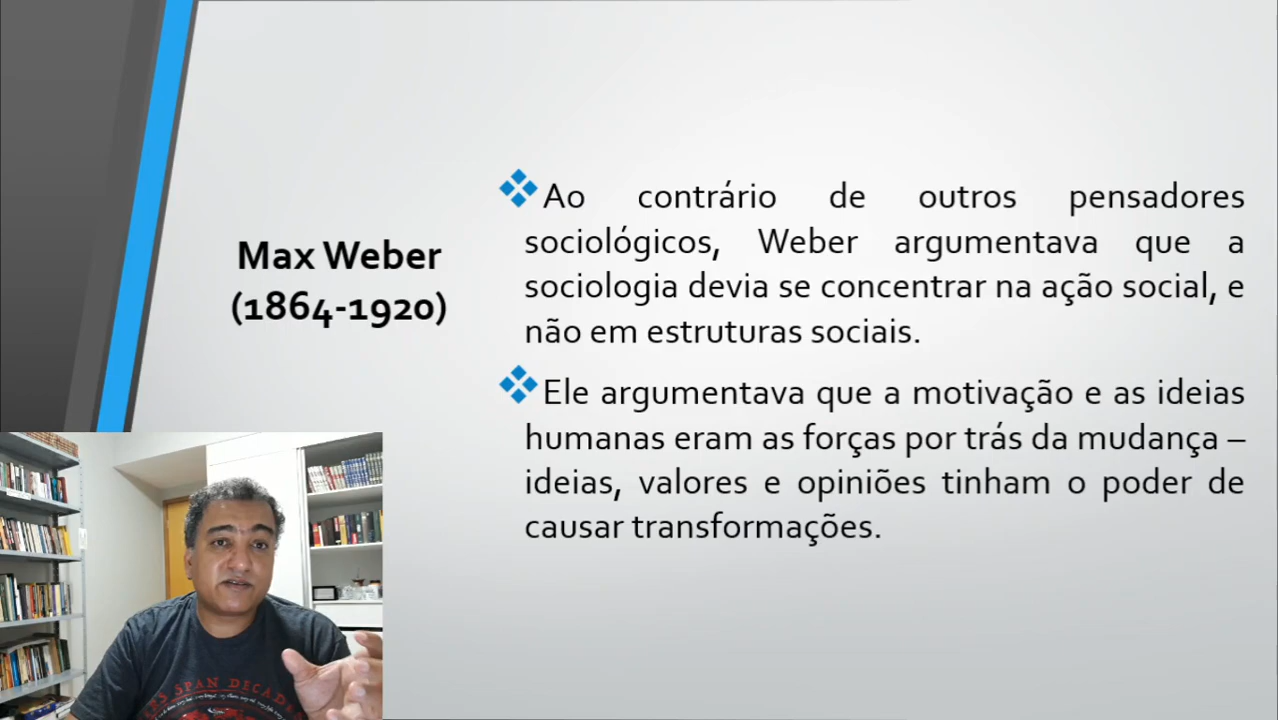 Max Weber
(1864-1920)
Ao contrário de outros pensadores
sociológicos, Weber argumentava que a
sociologia devia se concentrar na ação social, e
não em estruturas sociais.
Ele argumentava que a motivação e as ideias
humanas eram as forças por trás da mudança –
ideias, valores e opiniões tinham o poder de
causar transformações.
SPAN DECAD